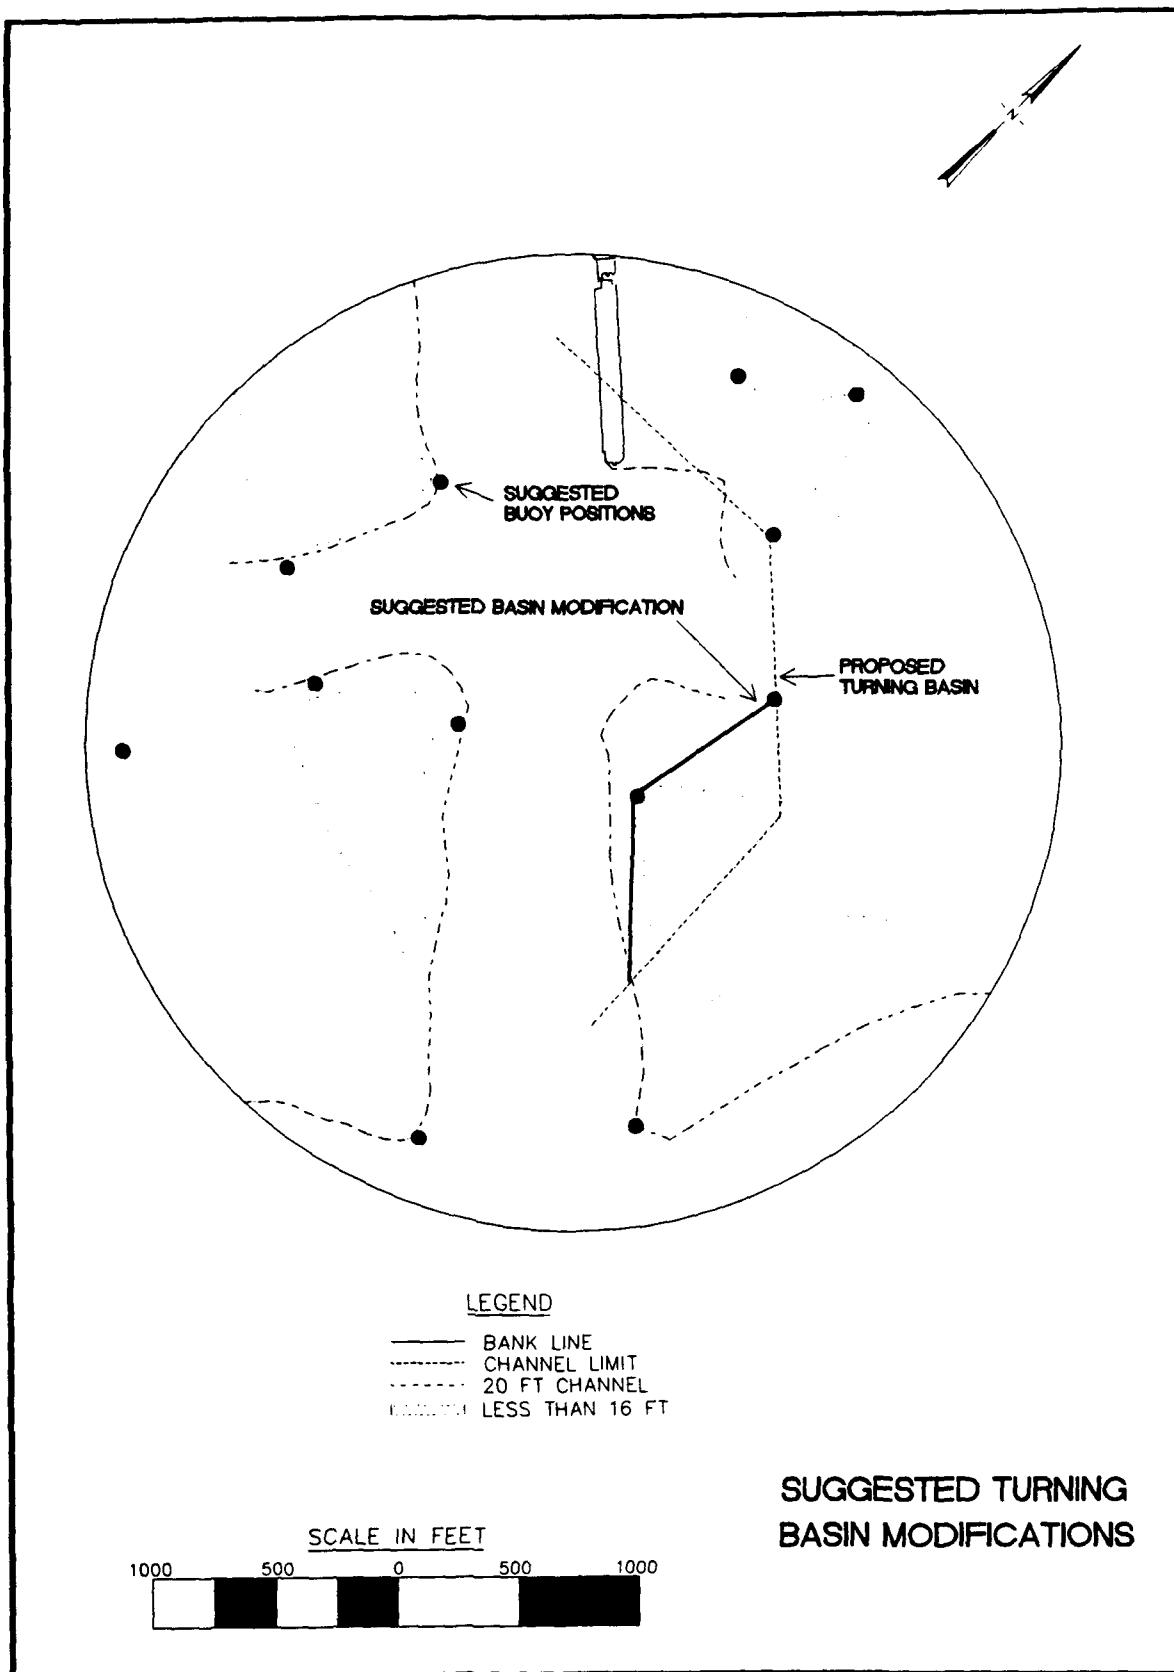 N
SUGGESTED
BUOY POSITIONS
SUGGESTED BASIN MODIFICATION
PROPOSED
TURNING BASIN
LEGEND
BANK LINE
CHANNEL LIMIT
20 FT CHANNEL
LESS THAN 16 FT
SUGGESTED TURNING
BASIN MODIFICATIONS
SCALE IN FEET
1000 500 0 500 1000